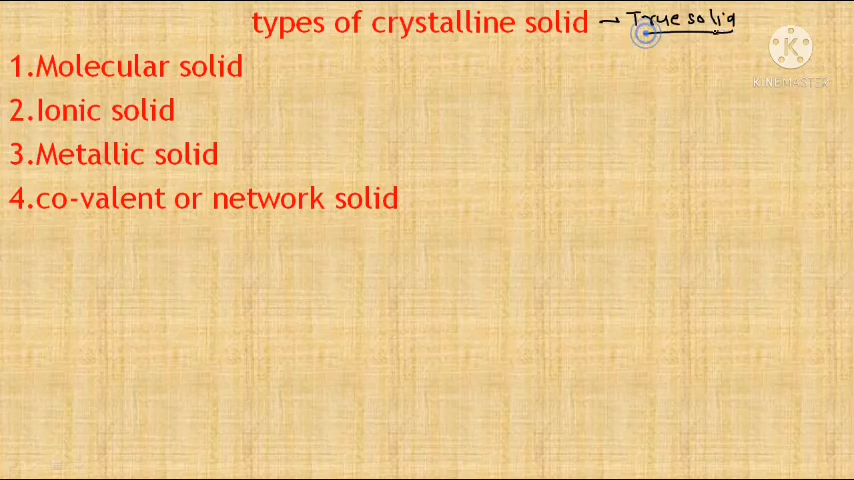 types of crystalline solid → True solid
K
KINEMASTER
1.Molecular solid
2.Ionic solid
3.Metallic solid
4.co-valent or network solid